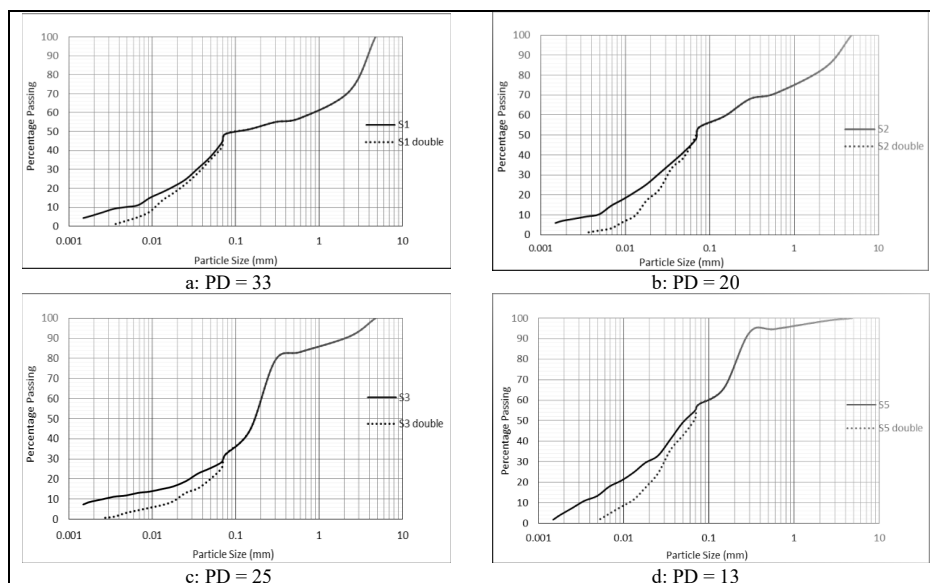 Percentage Passing
100
90
80
70
60
50
40
30
20
10
0
0.001 0.01 0.1 1 10
Particle Size (mm)
S1
S1 double
a: PD = 33
Percentage Passing
100
90
80
70
60
50
40
30
20
10
0
0.001 0.01 0.1 1 10
Particle Size (mm)
S2
S2 double
b: PD = 20
Percentage Passing
100
90
80
70
60
50
40
30
20
10
0
0.001 0.01 0.1 1 10
Particle Size (mm)
S3
S3 double
c: PD = 25
Percentage Passing
100
90
80
70
60
50
40
30
20
10
0
0.001 0.01 0.1 1 10
Particle Size (mm)
S5
S5 double
d: PD = 13